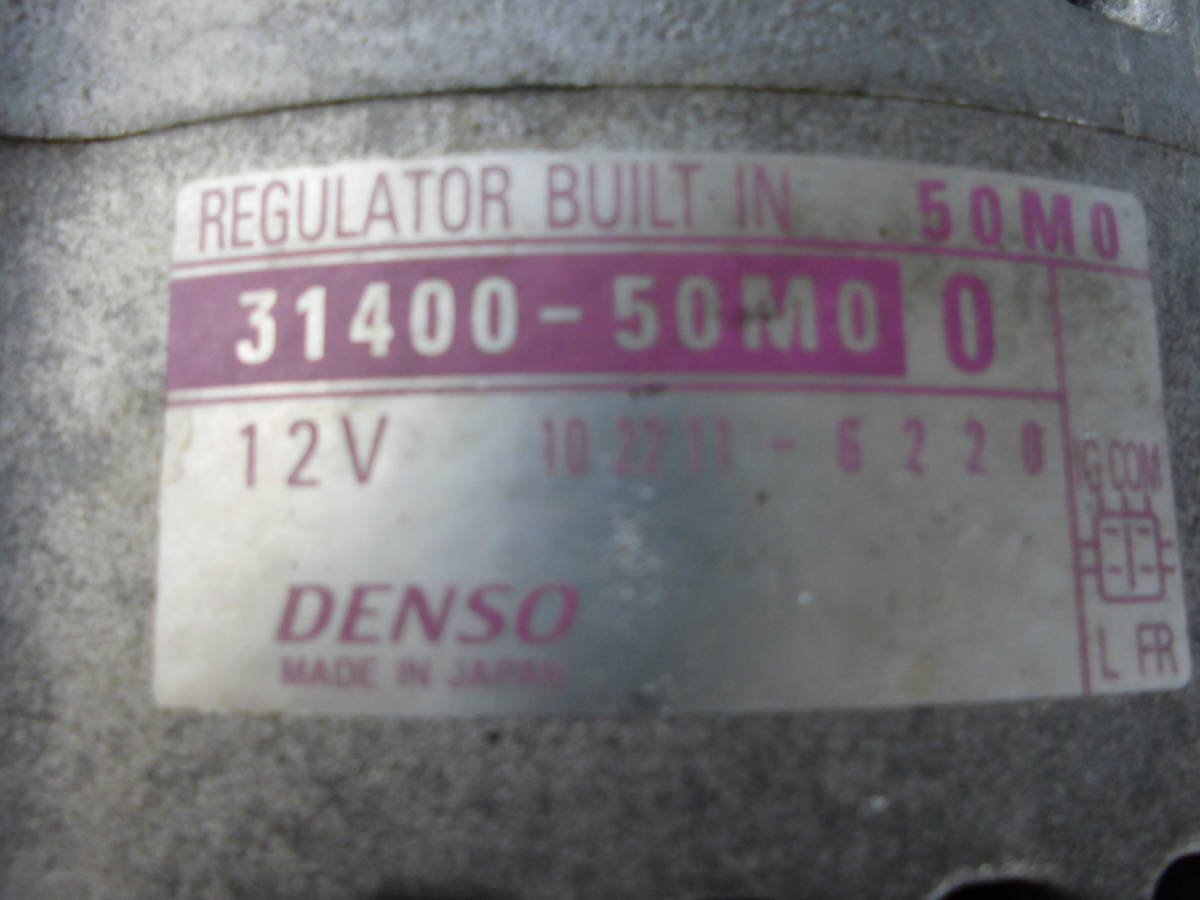 REGULATOR BUILT IN 50M0
31400-50M0 0
12V 102211-6220
IG COM
DENSO
MADE IN JAPAN
L FR